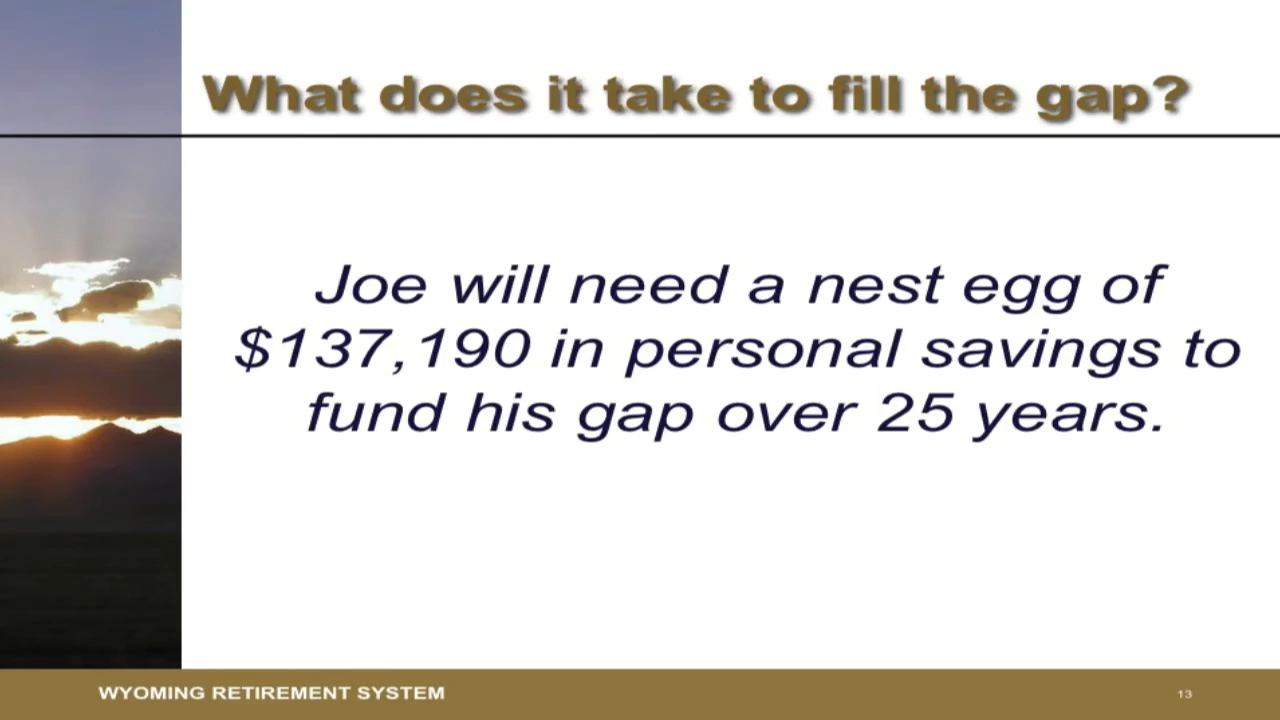 What does it take to fill the gap?
Joe will need a nest egg of
$137,190 in personal savings to
fund his gap over 25 years.
WYOMING RETIREMENT SYSTEM
13